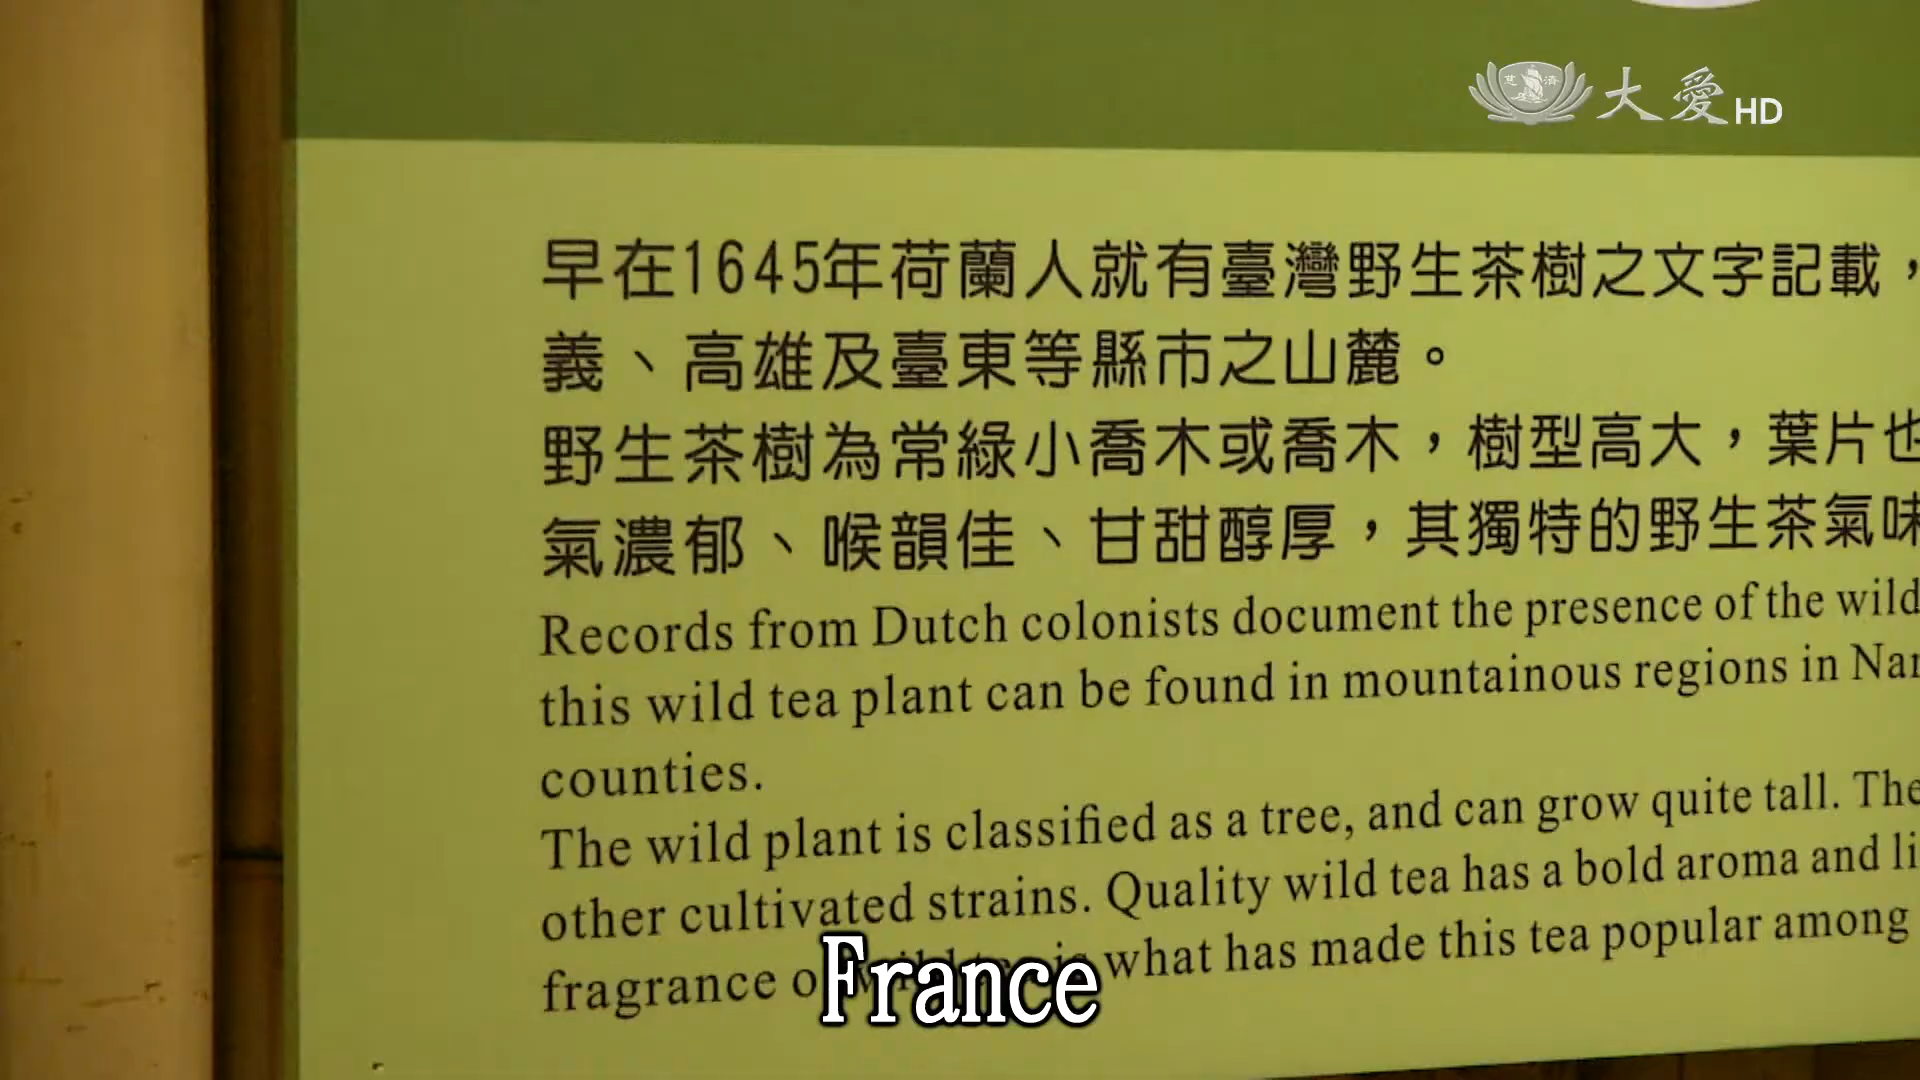 大愛HD
早在1645年荷蘭人就有臺灣野生茶樹之文字記載，
義、高雄及臺東等縣市之山麓。
野生茶樹為常綠小喬木或喬木，樹型高大，葉片也
氣濃郁、喉韻佳、甘甜醇厚，其獨特的野生茶氣味
Records from Dutch colonists document the presence of the wild
this wild tea plant can be found in mountainous regions in
counties.
The wild plant is classified as a tree, and can grow quite tall. The
other cultivated strains. Quality wild tea has a bold aroma and
fragrance of wild tea is what has made this tea popular among
France